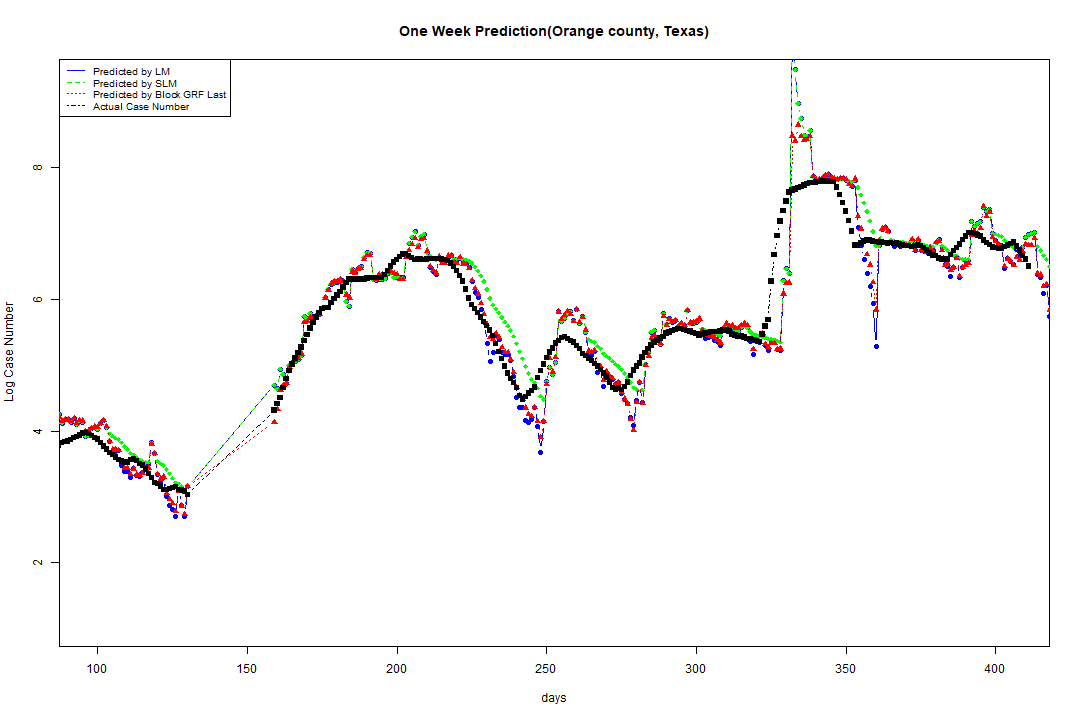 One Week Prediction(Orange county, Texas)
Predicted by LM
Predicted by SLM
Predicted by Block GRF Last
Actual Case Number
8
6
4
2
Log Case Number
100 150 200 250 300 350 400
days